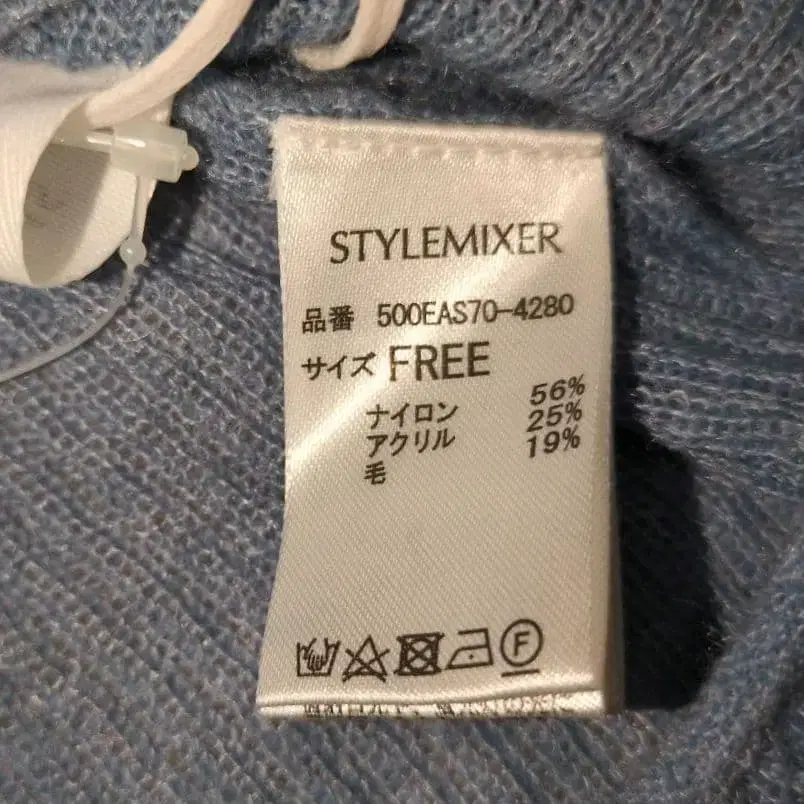 STYLEMIXER
品番 500EAS70-4280
サイズ FREE
ナイロン 56%
アクリル 25%
毛 19%
F